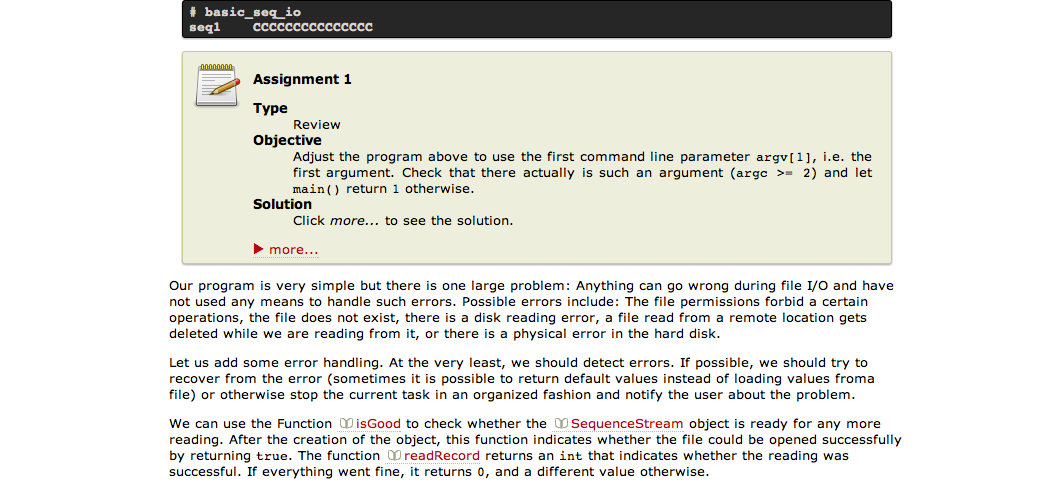 # basic_seq_io
seq1    CCCCCCCCCCCCCCC
Assignment 1
Type
Review
Objective
Adjust the program above to use the first command line parameter argv[1], i.e. the
first argument. Check that there actually is such an argument (argc >= 2) and let
main() return 1 otherwise.
Solution
Click more... to see the solution.
▶ more...
Our program is very simple but there is one large problem: Anything can go wrong during file I/O and have
not used any means to handle such errors. Possible errors include: The file permissions forbid a certain
operations, the file does not exist, there is a disk reading error, a file read from a remote location gets
deleted while we are reading from it, or there is a physical error in the hard disk.
Let us add some error handling. At the very least, we should detect errors. If possible, we should try to
recover from the error (sometimes it is possible to return default values instead of loading values froma
file) or otherwise stop the current task in an organized fashion and notify the user about the problem.
We can use the Function isGood to check whether the SequenceStream object is ready for any more
reading. After the creation of the object, this function indicates whether the file could be opened successfully
by returning true. The function readRecord returns an int that indicates whether the reading was
successful. If everything went fine, it returns 0, and a different value otherwise.